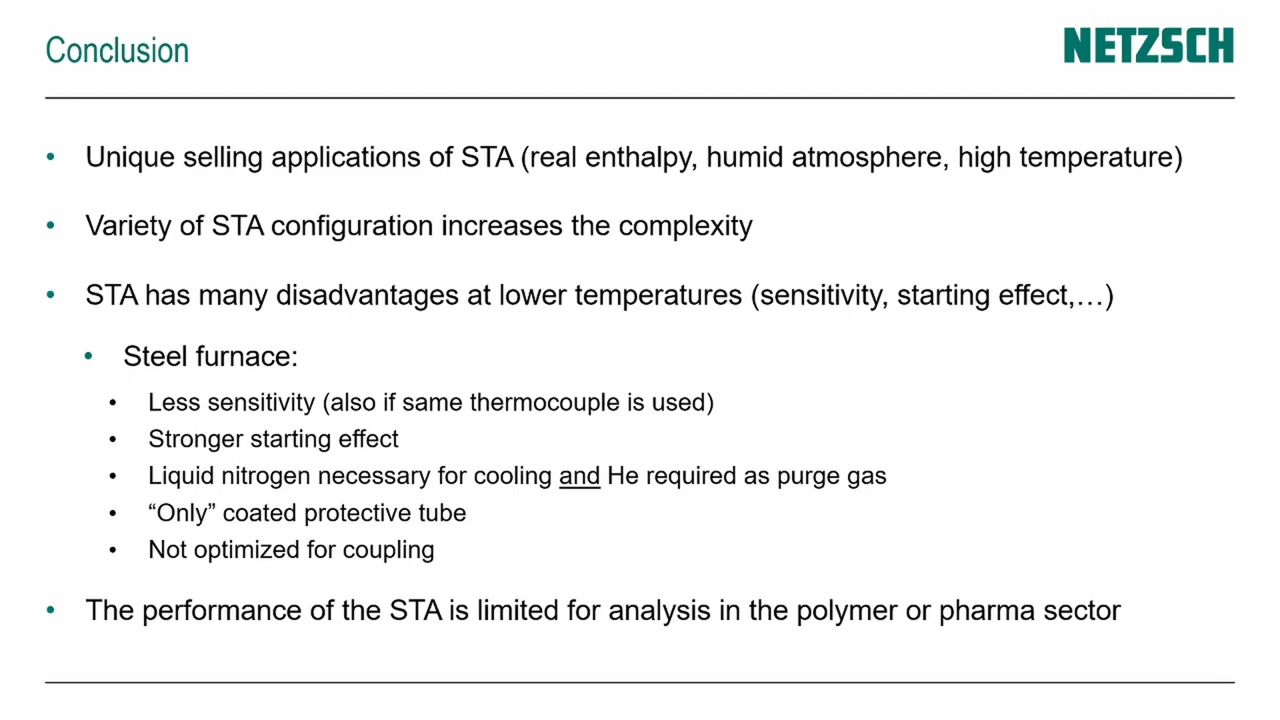 Conclusion
NETZSCH
• Unique selling applications of STA (real enthalpy, humid atmosphere, high temperature)
• Variety of STA configuration increases the complexity
• STA has many disadvantages at lower temperatures (sensitivity, starting effect,…)
• Steel furnace:
• Less sensitivity (also if same thermocouple is used)
• Stronger starting effect
• Liquid nitrogen necessary for cooling and He required as purge gas
• “Only” coated protective tube
• Not optimized for coupling
• The performance of the STA is limited for analysis in the polymer or pharma sector